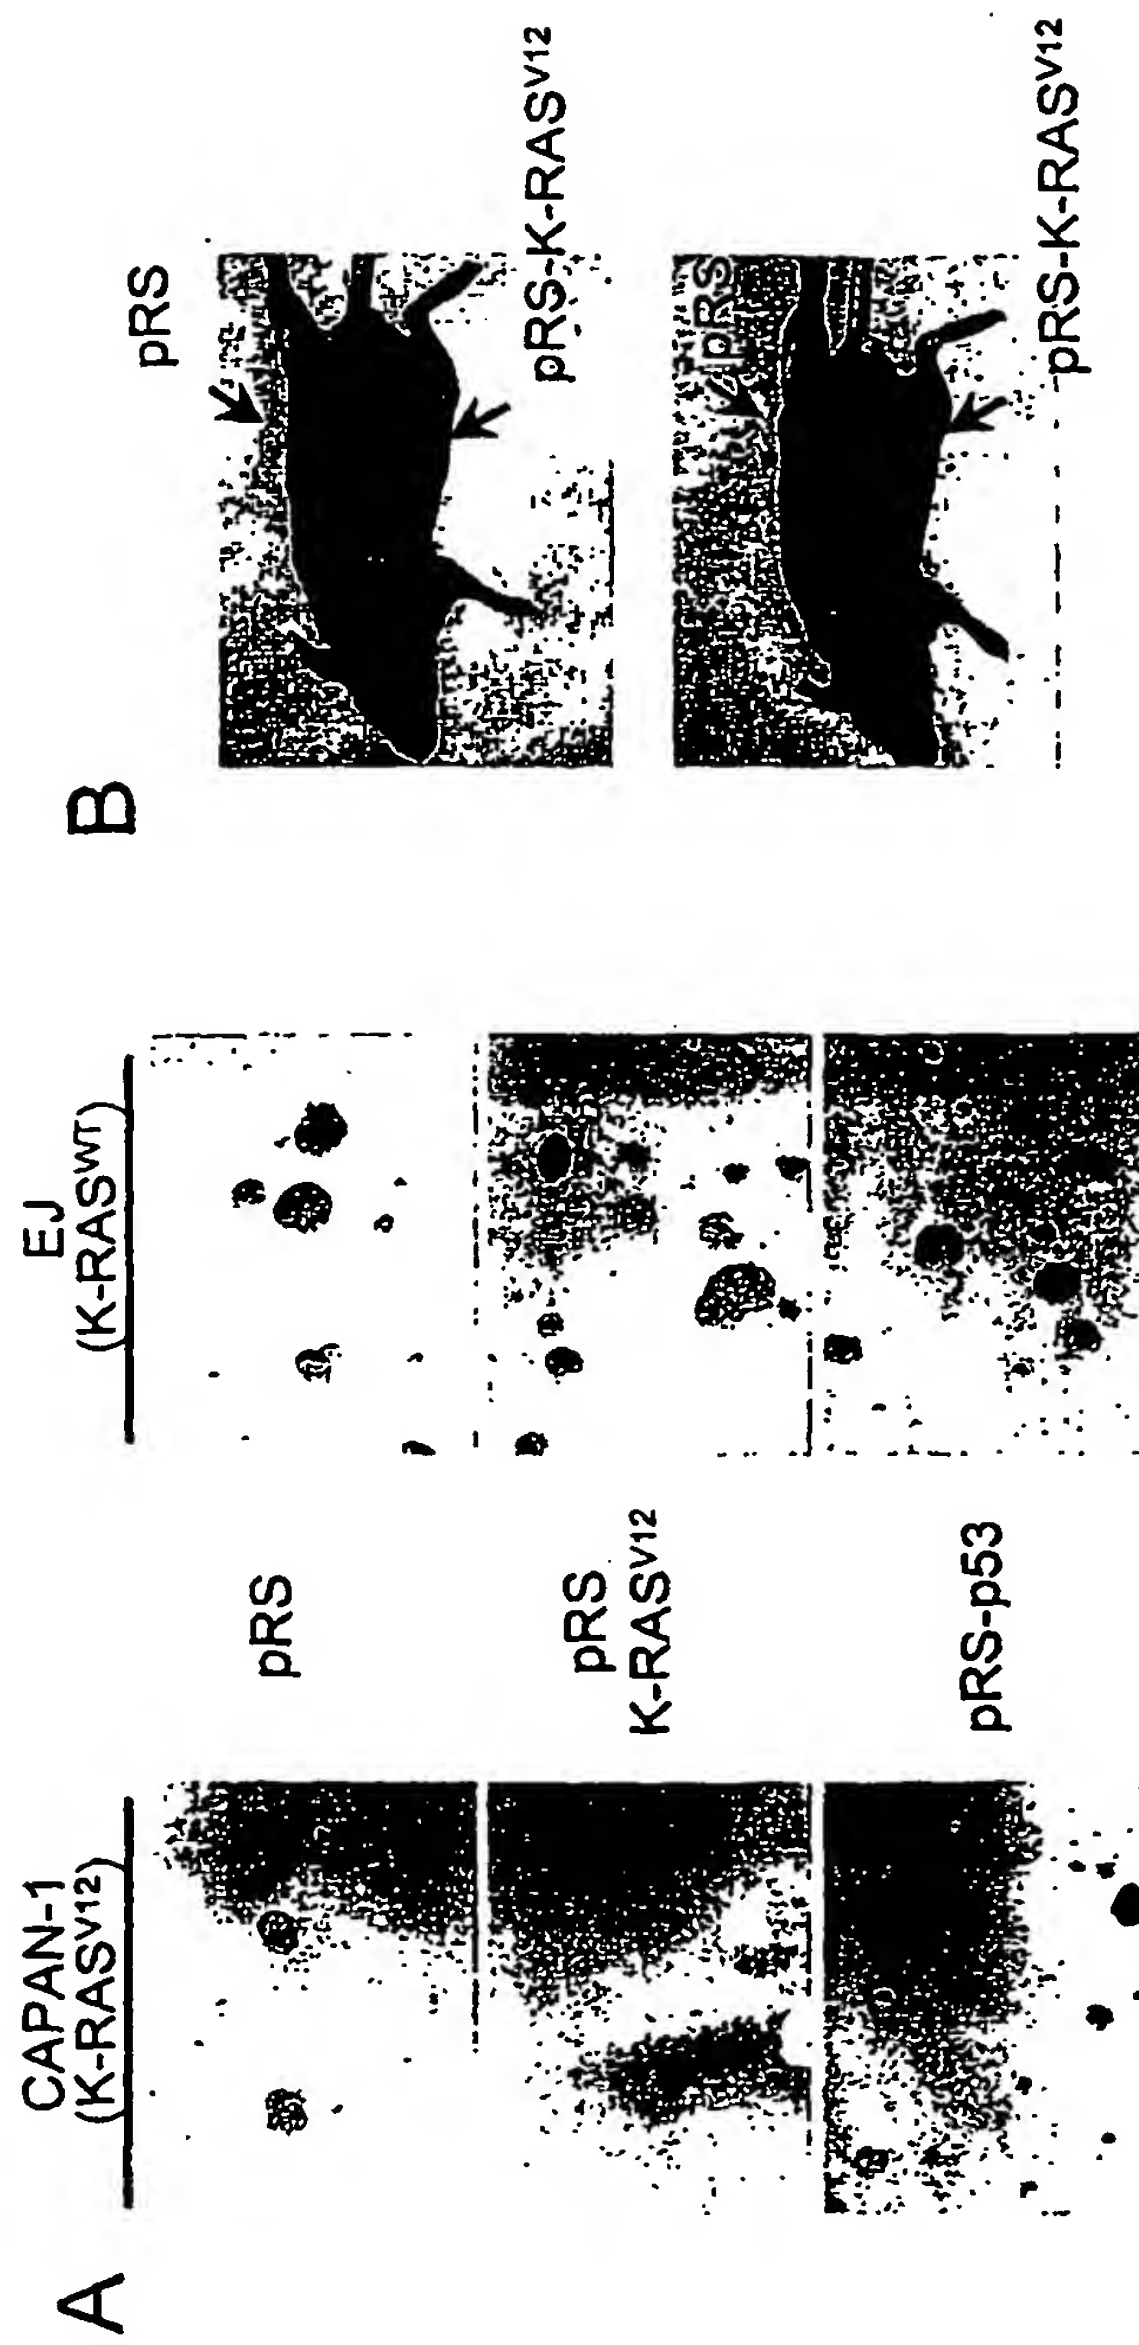 A
CAPAN-1
(K-RASV12)
EJ
(K-RASWT)
pRS
pRS
K-RASV12
pRS-p53
B
pRS
pRS-K-RASV12
pRS
pRS-K-RASV12